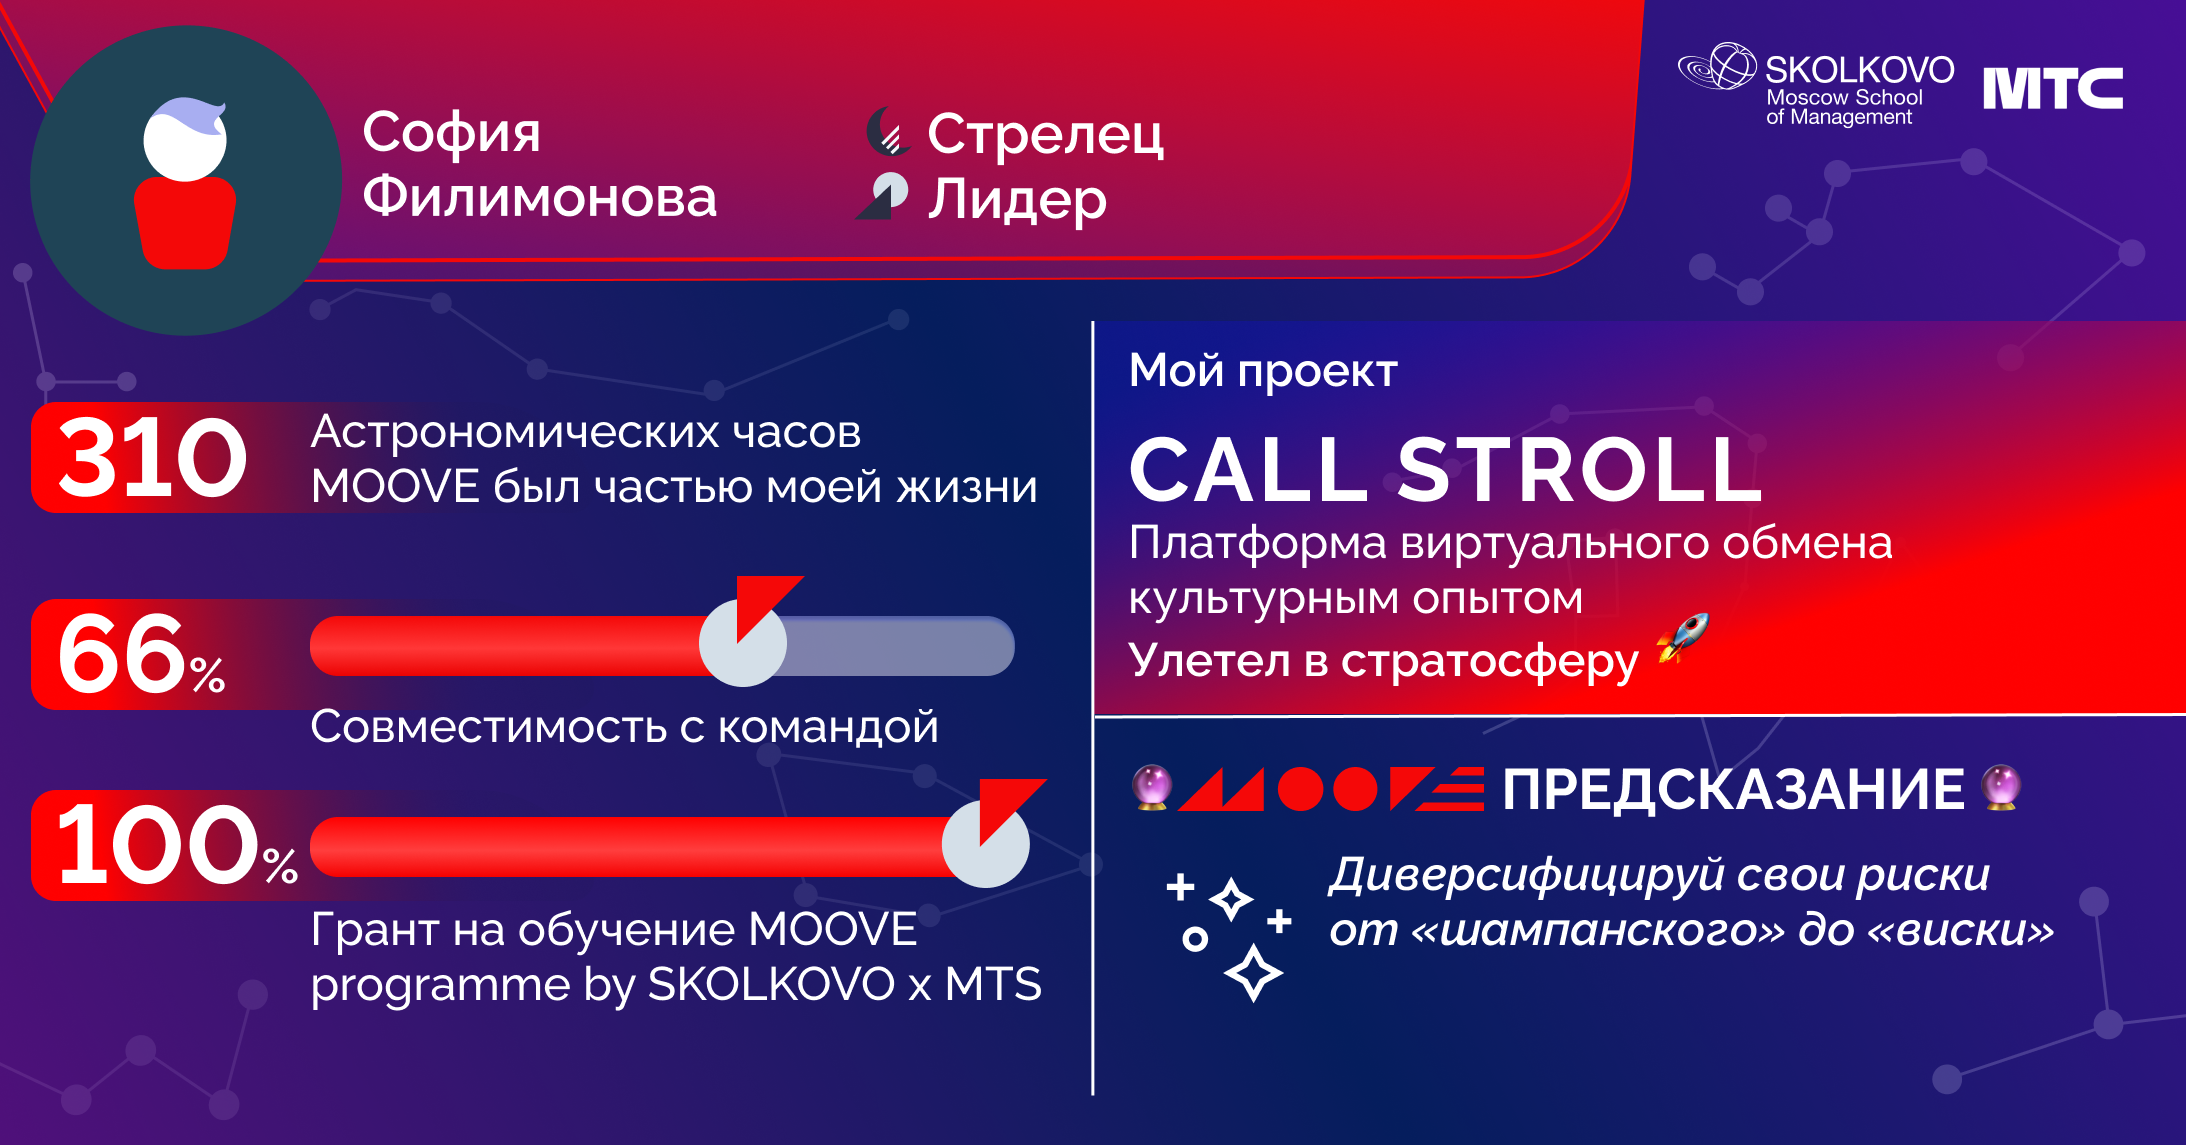 София
Филимонова
Стрелец
Лидер
SKOLKOVO
Moscow School
of Management
МТС
310
Астрономических часов
MOOVE был частью моей жизни
66%
Совместимость с командой
100%
Грант на обучение MOOVE
programme by SKOLKOVO x MTS
Мой проект
CALL STROLL
Платформа виртуального обмена
культурным опытом
Улетел в стратосферу
MOOVE ПРЕДСКАЗАНИЕ
Диверсифицируй свои риски
от «шампанского» до «виски»